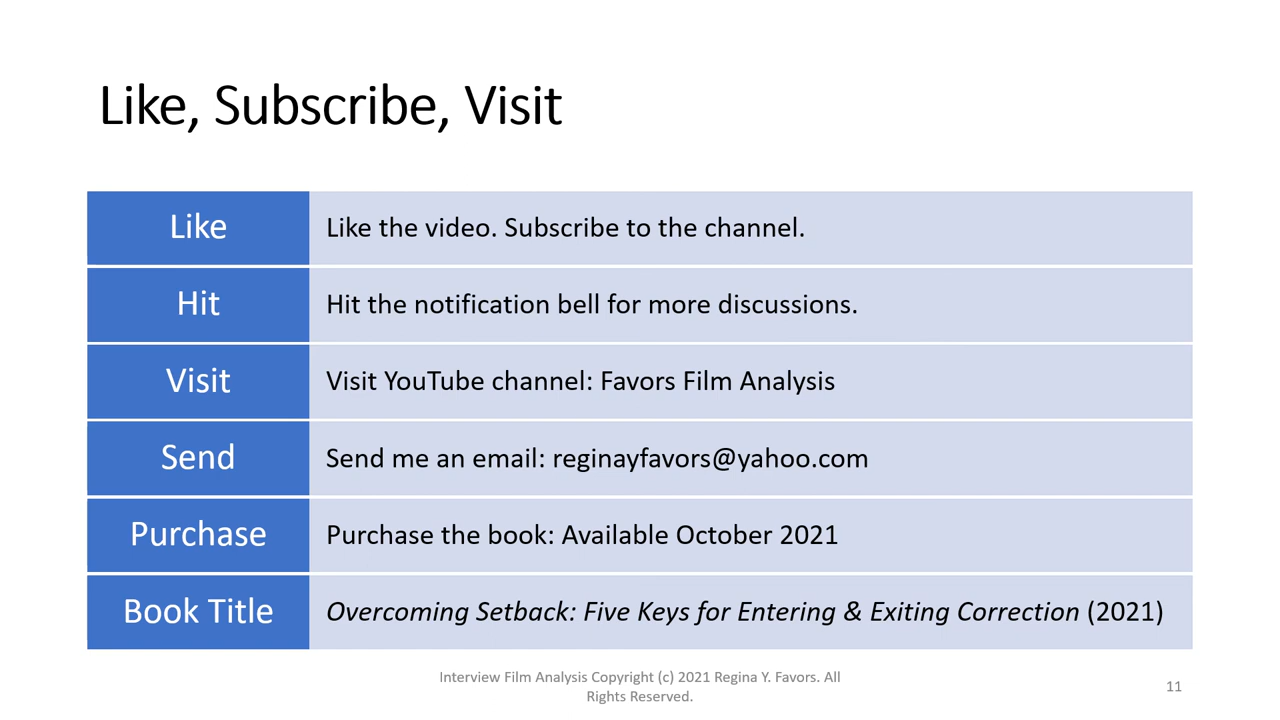 Like, Subscribe, Visit
Like
Like the video. Subscribe to the channel.
Hit
Hit the notification bell for more discussions.
Visit
Visit YouTube channel: Favors Film Analysis
Send
Send me an email: reginayfavors@yahoo.com
Purchase
Purchase the book: Available October 2021
Book Title
Overcoming Setback: Five Keys for Entering & Exiting Correction (2021)
Interview Film Analysis Copyright (c) 2021 Regina Y. Favors. All
Rights Reserved.
11